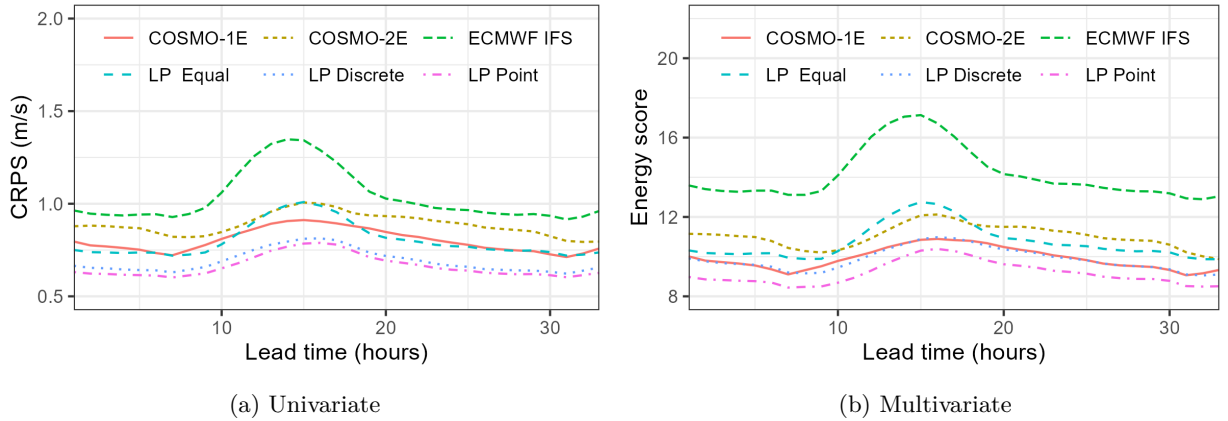 CRPS (m/s)
2.0
1.5
1.0
0.5
COSMO-1E COSMO-2E ECMWF IFS
LP Equal LP Discrete LP Point
10 20 30
Lead time (hours)
(a) Univariate
Energy score
20
16
12
8
COSMO-1E COSMO-2E ECMWF IFS
LP Equal LP Discrete LP Point
10 20 30
Lead time (hours)
(b) Multivariate